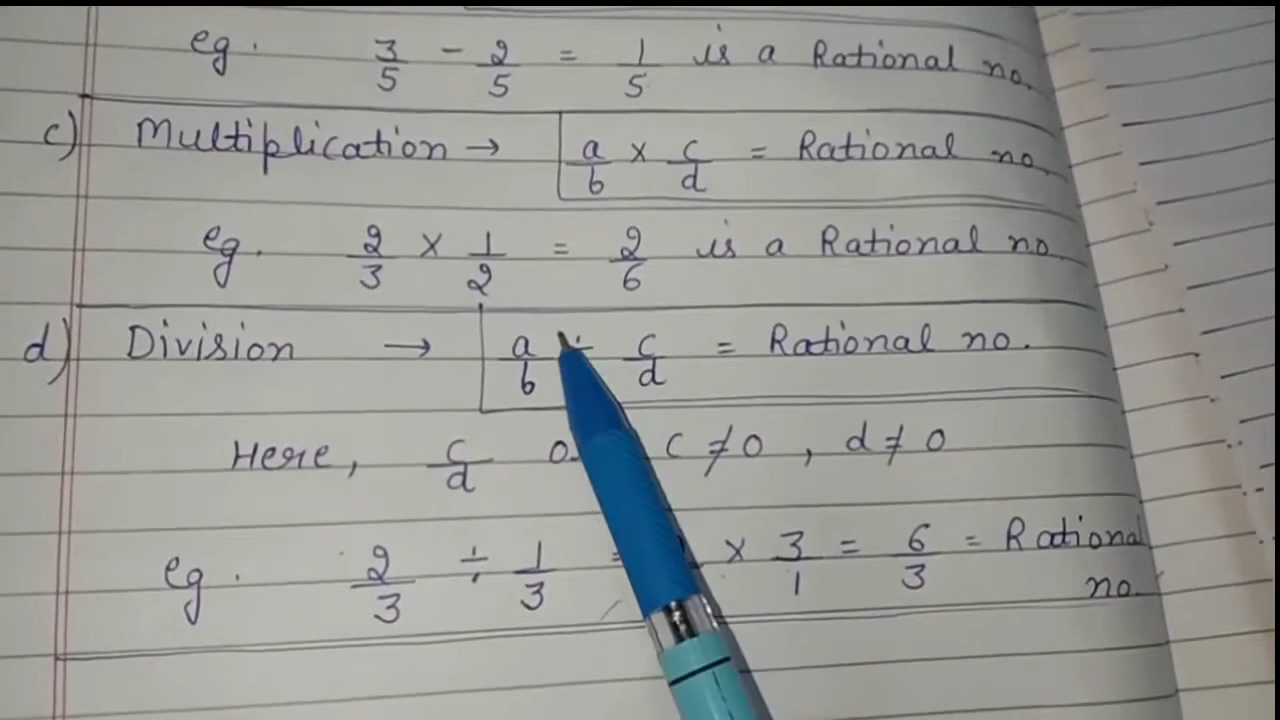 eg. 3/5 - 2/5 = 1/5 is a Rational no.
c) Multiplication → a/b × c/d = Rational no.
eg. 2/3 × 1/2 = 2/6 is a Rational no
d) Division → a/b ÷ c/d = Rational no.
Here, c/d c ≠ 0 , d ≠ 0
eg. 2/3 ÷ 1/3 = × 3/1 = 6/3 = Rational
no.